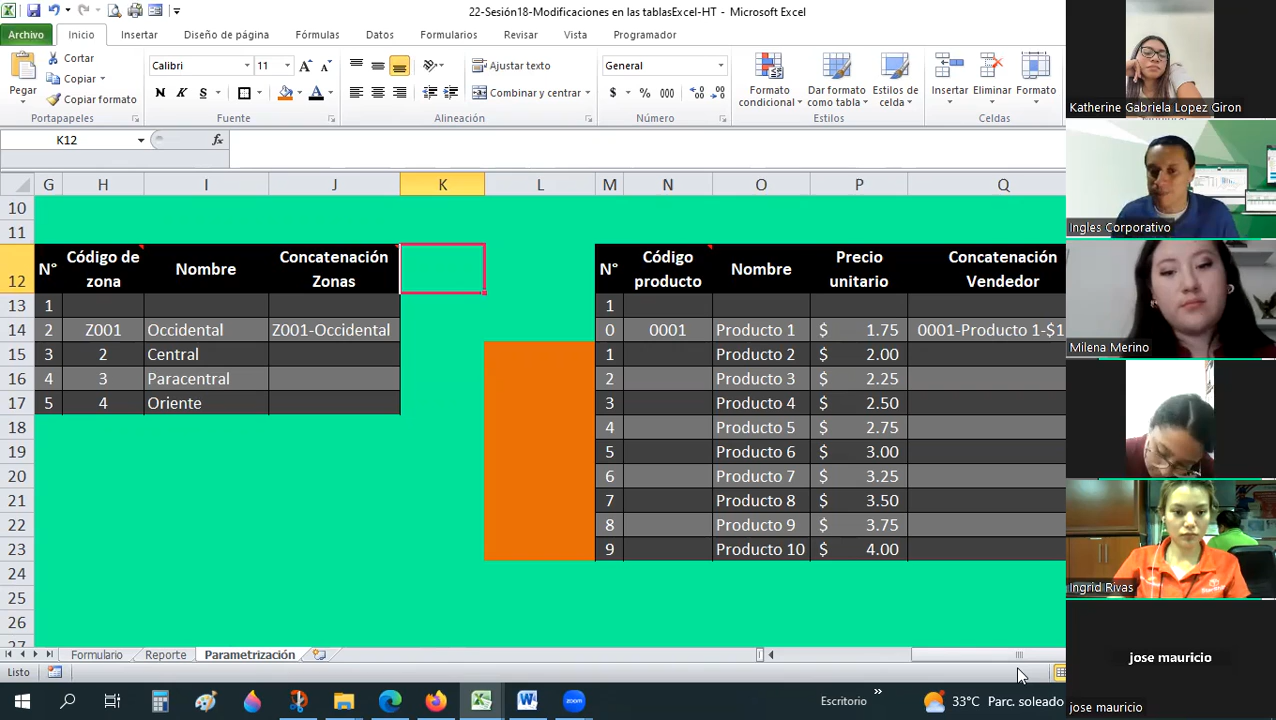 22-Sesión18-Modificaciones en las tablasExcel-HT - Microsoft Excel
Archivo Inicio Insertar Diseño de página Fórmulas Datos Formularios Revisar Vista Programador
Pegar
Cortar
Copiar
Copiar formato
Portapapeles
Calibri 11
N K S
Fuente
Ajustar texto
Combinar y centrar
Alineación
General
$ % 000
Número
Formato condicional
Dar formato como tabla
Estilos de celda
Estilos
Insertar Eliminar Formato
Celdas
K12 fx
G H I J K L M N O P Q
10
11
12 N° Código de zona Nombre Concatenación Zonas N° Código producto Nombre Precio unitario Concatenación Vendedor
13 1 1
14 2 Z001 Occidental Z001-Occidental 0 0001 Producto 1 $ 1.75 0001-Producto 1-$1
15 3 2 Central 1 Producto 2 $ 2.00
16 4 3 Paracentral 2 Producto 3 $ 2.25
17 5 4 Oriente 3 Producto 4 $ 2.50
18 4 Producto 5 $ 2.75
19 5 Producto 6 $ 3.00
20 6 Producto 7 $ 3.25
21 7 Producto 8 $ 3.50
22 8 Producto 9 $ 3.75
23 9 Producto 10 $ 4.00
24
25
26
27
Formulario Reporte Parametrización
Listo
Escritorio » 33°C Parc. soleado
Katherine Gabriela Lopez Giron
Ingles Corporativo
Milena Merino
Ingrid Rivas
jose mauricio
jose mauricio